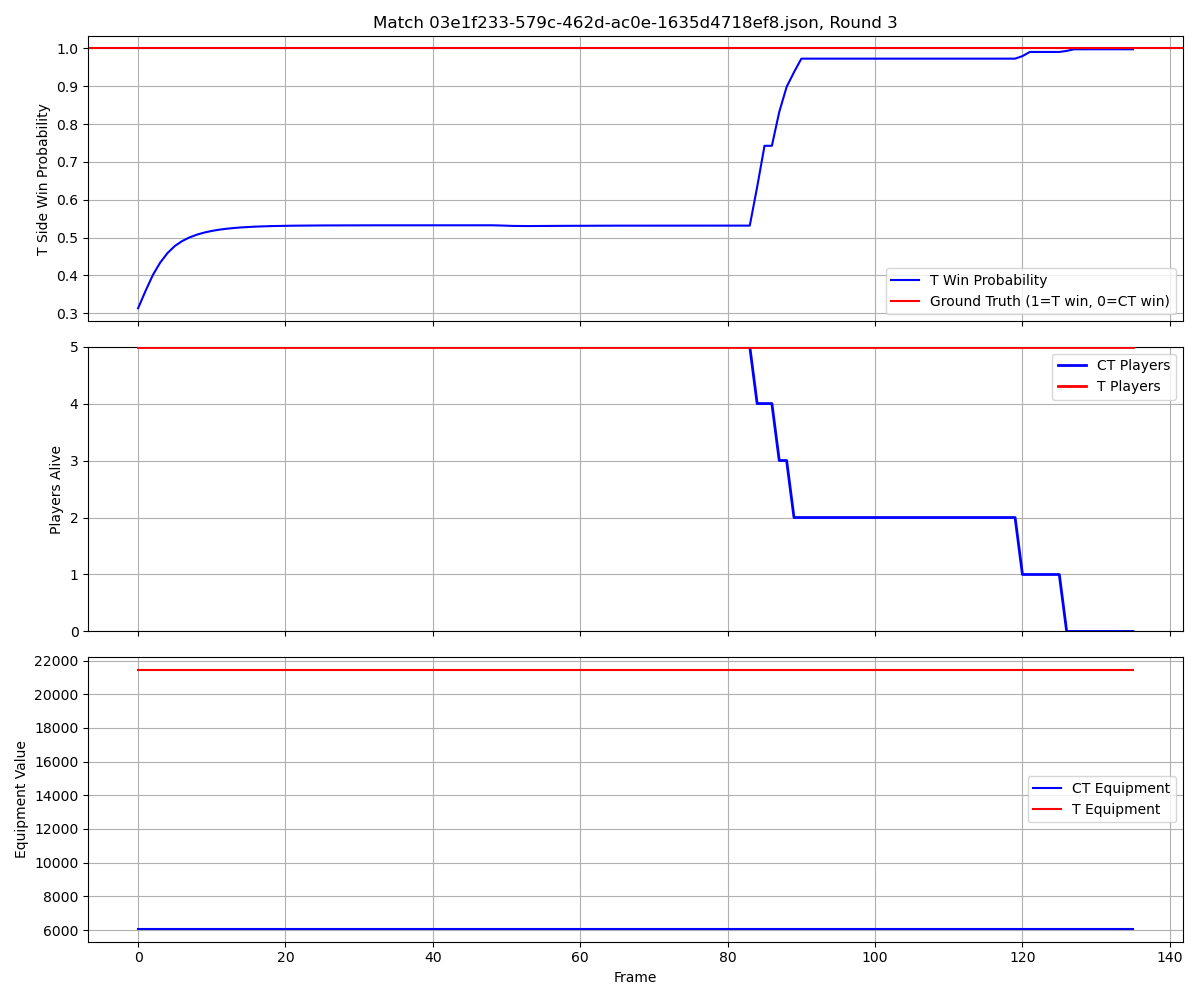 Match 03e1f233-579c-462d-ac0e-1635d4718ef8.json, Round 3
T Side Win Probability
1.0
0.9
0.8
0.7
0.6
0.5
0.4
0.3
T Win Probability
Ground Truth (1=T win, 0=CT win)
Players Alive
5
4
3
2
1
0
CT Players
T Players
Equipment Value
22000
20000
18000
16000
14000
12000
10000
8000
6000
CT Equipment
T Equipment
0 20 40 60 80 100 120 140
Frame